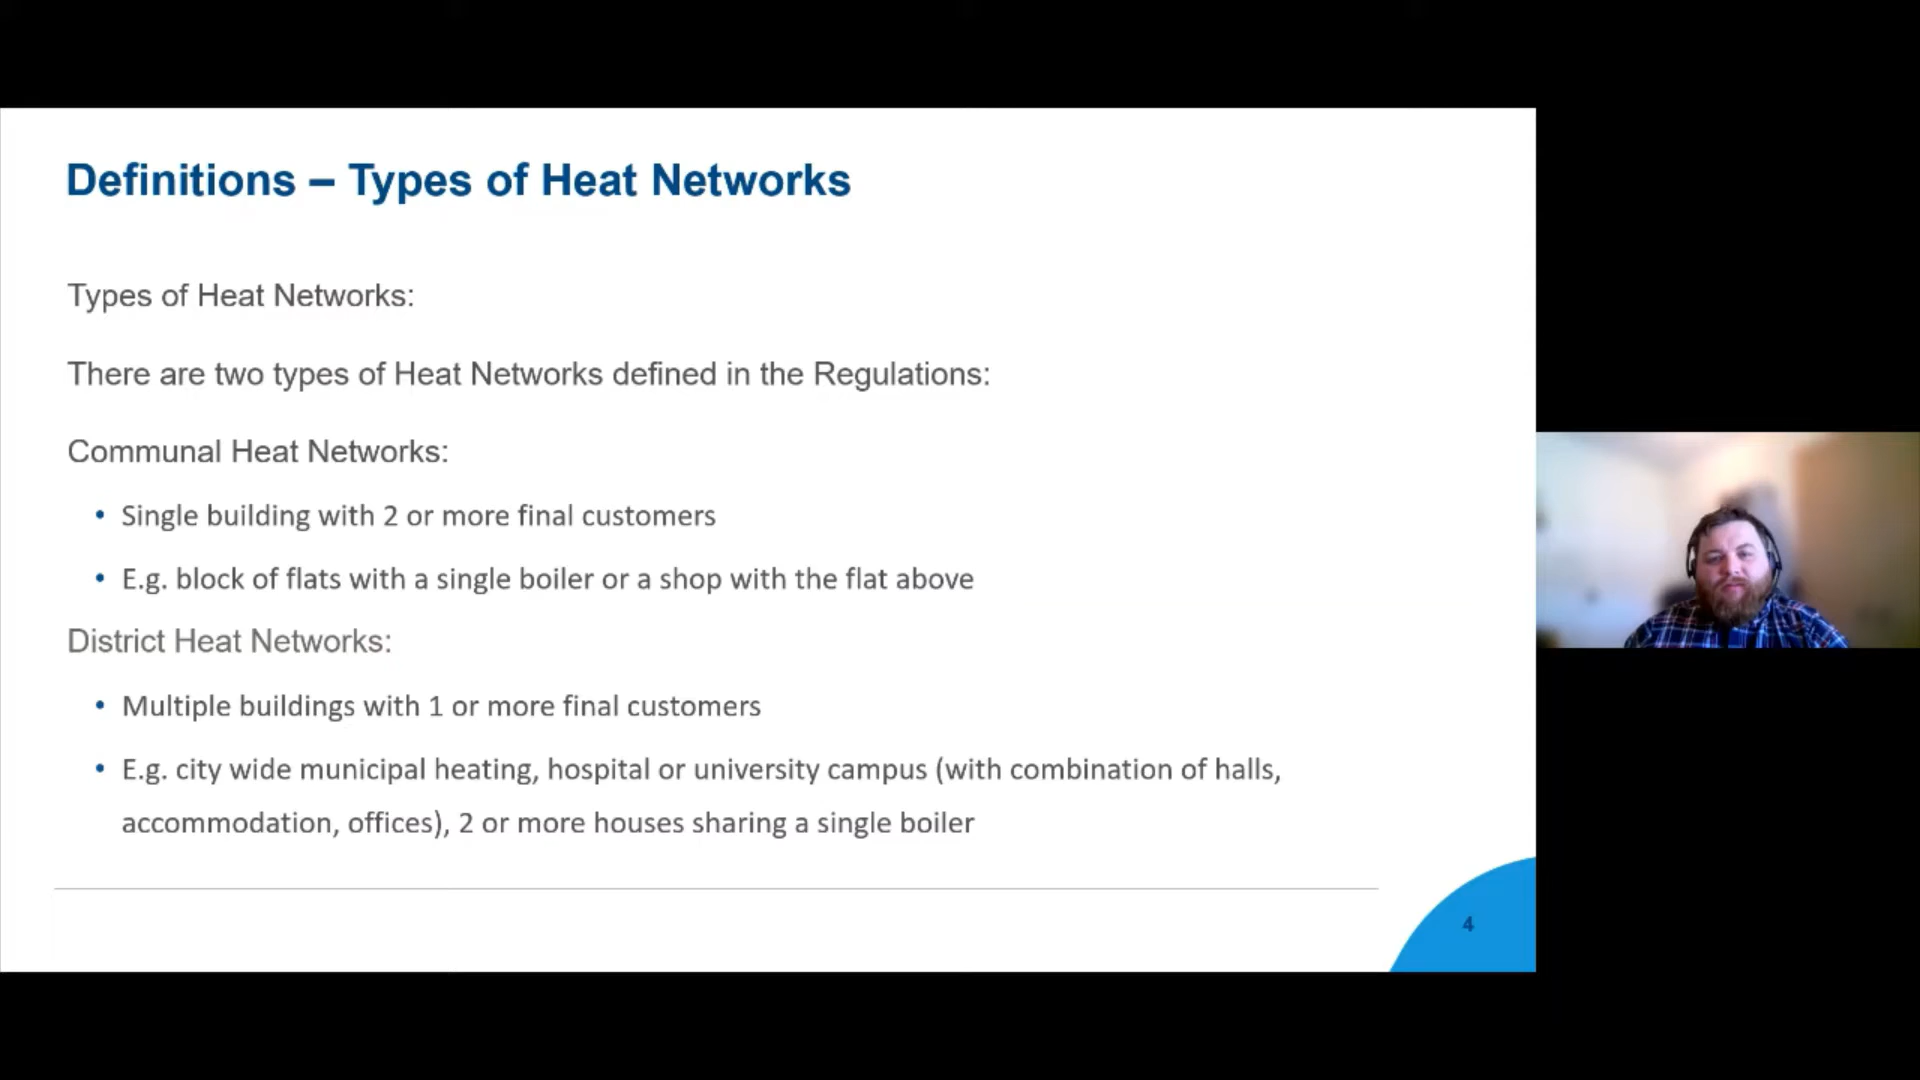 Definitions – Types of Heat Networks
Types of Heat Networks:
There are two types of Heat Networks defined in the Regulations:
Communal Heat Networks:
• Single building with 2 or more final customers
• E.g. block of flats with a single boiler or a shop with the flat above
District Heat Networks:
• Multiple buildings with 1 or more final customers
• E.g. city wide municipal heating, hospital or university campus (with combination of halls,
accommodation, offices), 2 or more houses sharing a single boiler
4